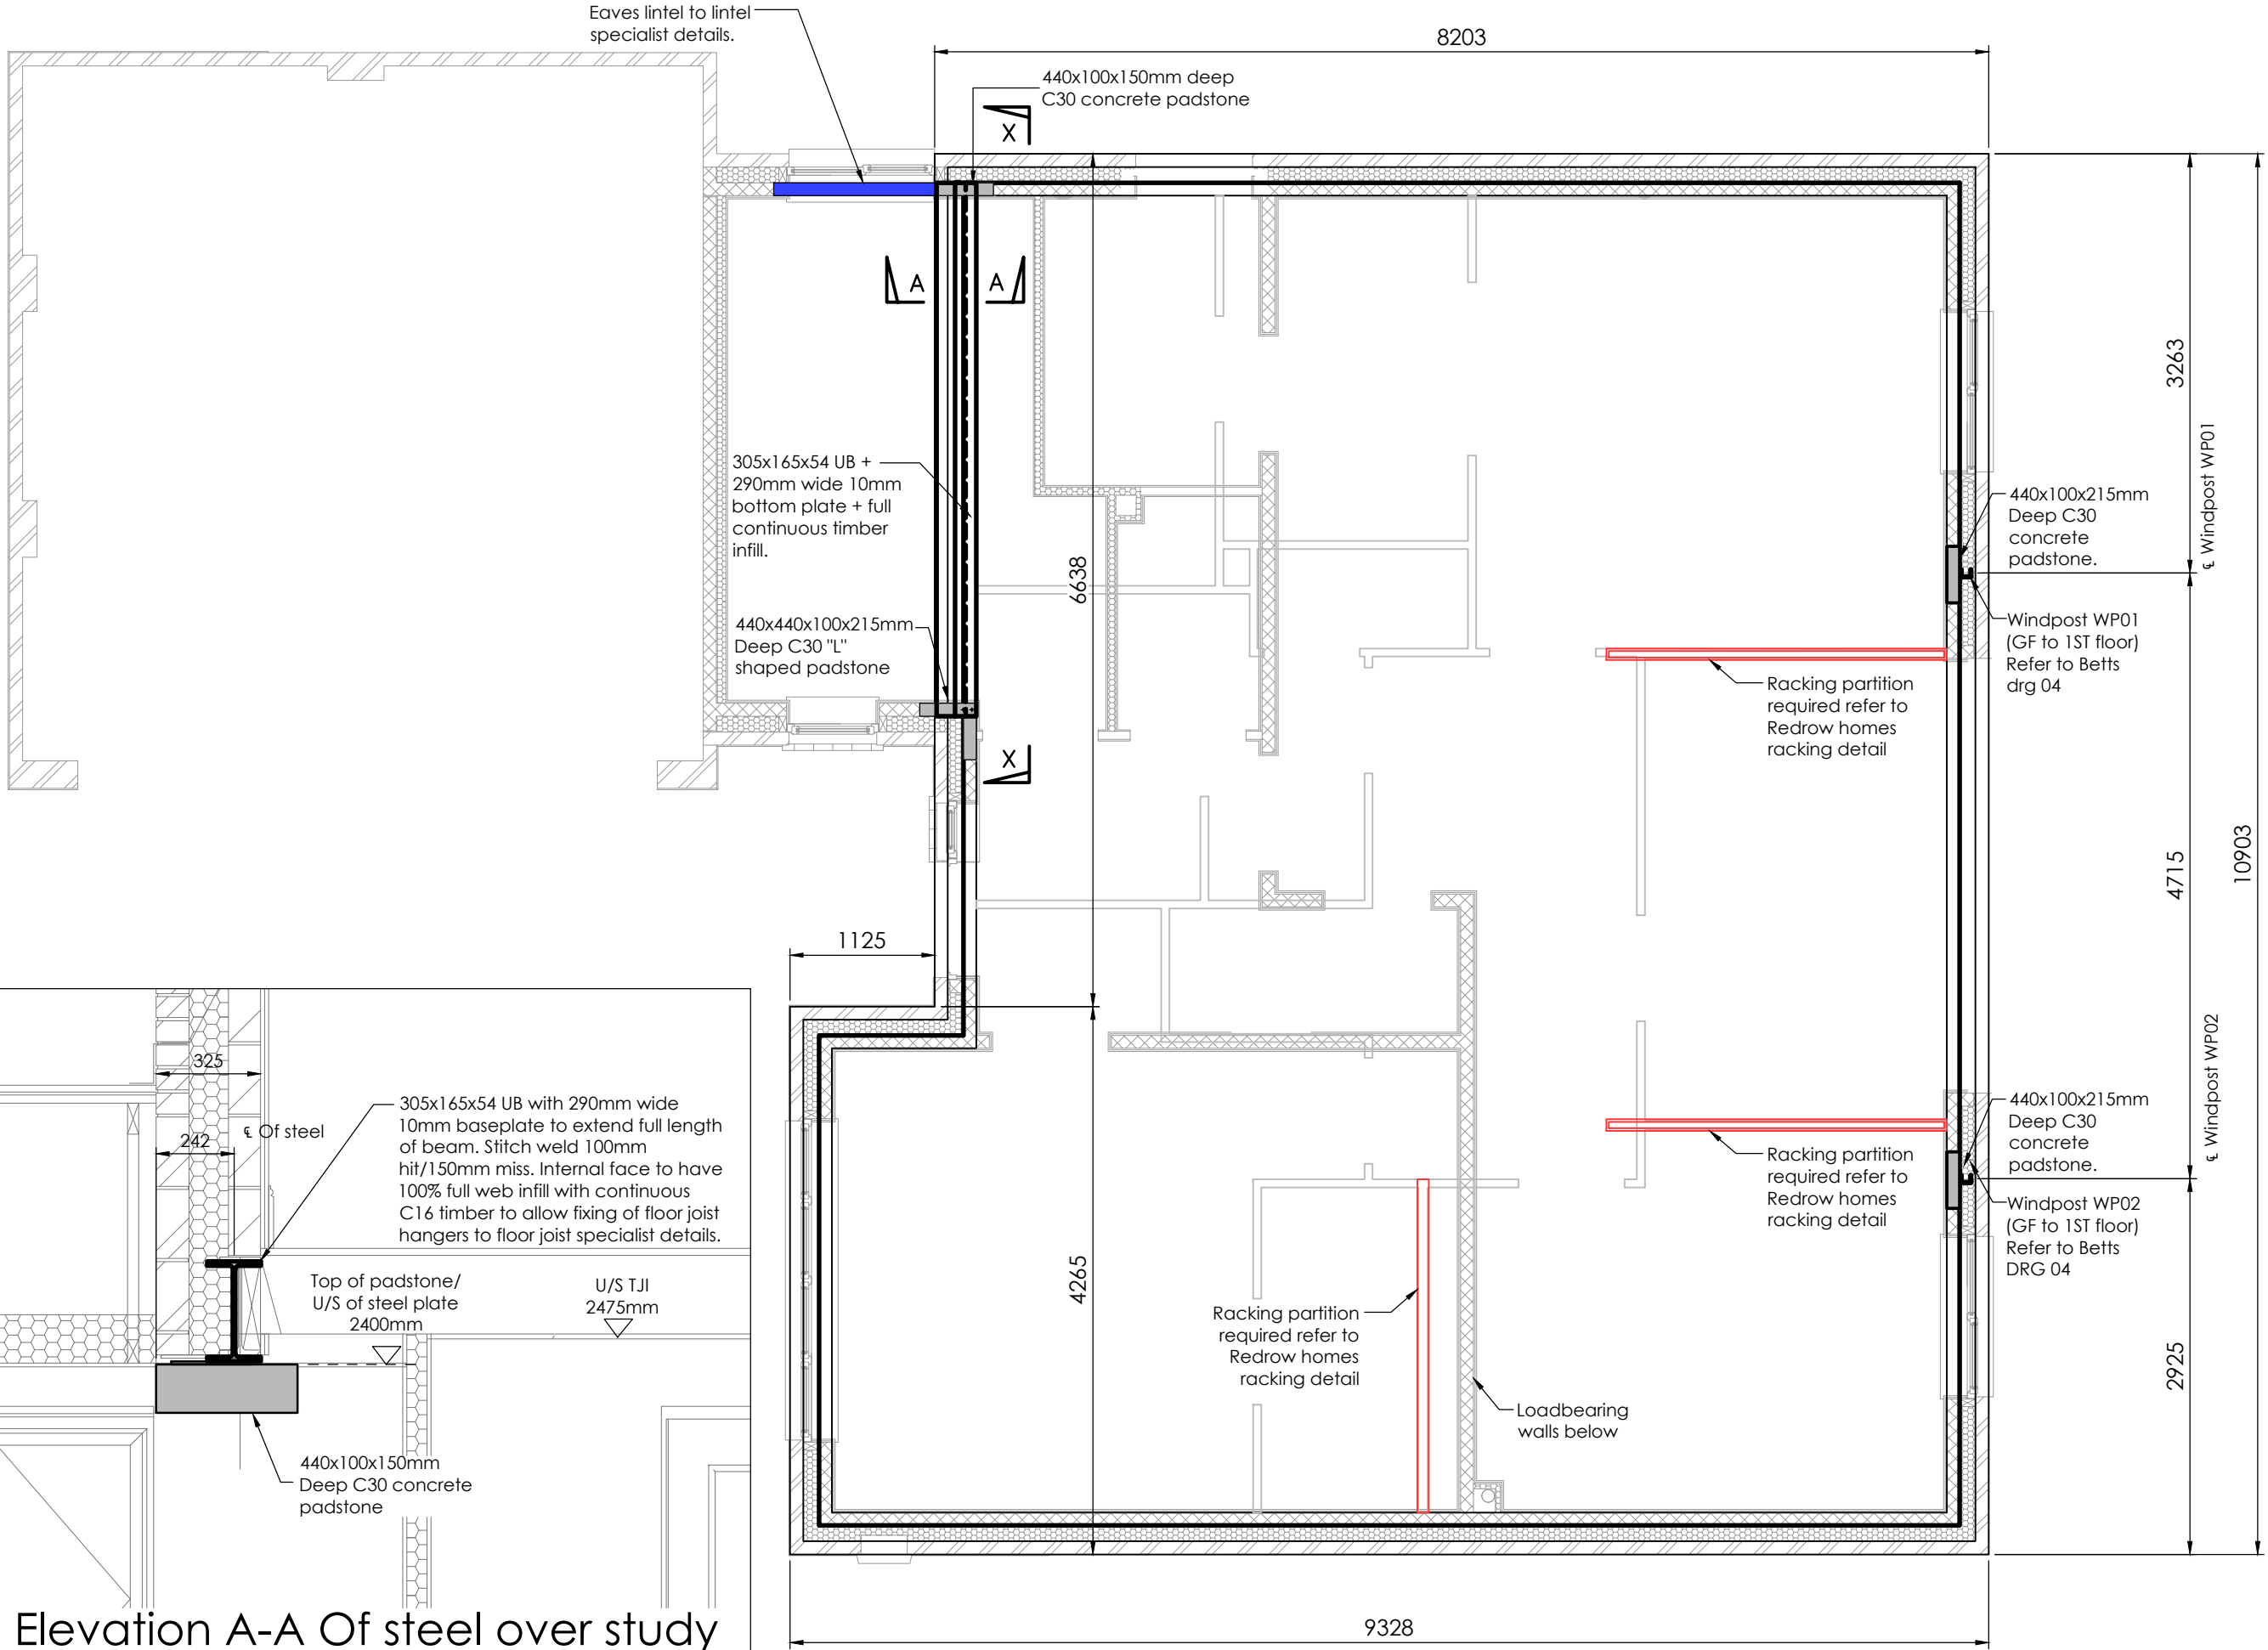 Eaves lintel to lintel
specialist details.
8203
440x100x150mm deep
C30 concrete padstone
X
A
A
305x165x54 UB +
290mm wide 10mm
bottom plate + full
continuous timber
infill.
440x440x100x215mm
Deep C30 "L"
shaped padstone
X
6638
3263
℄ Windpost WP01
440x100x215mm
Deep C30
concrete
padstone.
Windpost WP01
(GF to 1ST floor)
Refer to Betts
drg 04
Racking partition
required refer to
Redrow homes
racking detail
4715
10903
1125
℄ Windpost WP02
440x100x215mm
Deep C30
concrete
padstone.
Racking partition
required refer to
Redrow homes
racking detail
Windpost WP02
(GF to 1ST floor)
Refer to Betts
DRG 04
4265
Racking partition
required refer to
Redrow homes
racking detail
2925
Loadbearing
walls below
9328
325
242
℄ Of steel
305x165x54 UB with 290mm wide
10mm baseplate to extend full length
of beam. Stitch weld 100mm
hit/150mm miss. Internal face to have
100% full web infill with continuous
C16 timber to allow fixing of floor joist
hangers to floor joist specialist details.
Top of padstone/
U/S of steel plate
2400mm
U/S TJI
2475mm
440x100x150mm
Deep C30 concrete
padstone
Elevation A-A Of steel over study